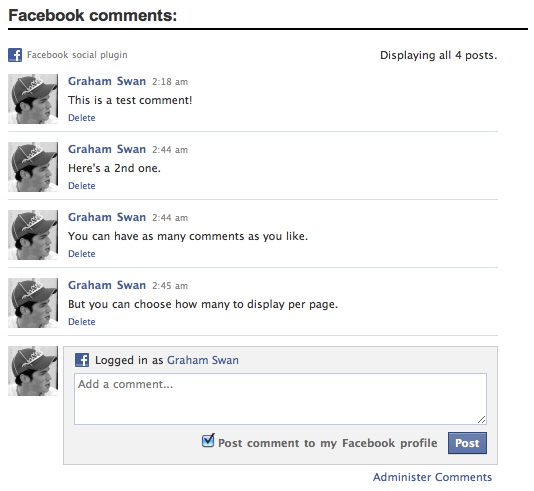 Facebook comments:
Facebook social plugin
Displaying all 4 posts.
Graham Swan 2:18 am
This is a test comment!
Delete
Graham Swan 2:44 am
Here's a 2nd one.
Delete
Graham Swan 2:44 am
You can have as many comments as you like.
Delete
Graham Swan 2:45 am
But you can choose how many to display per page.
Delete
Logged in as Graham Swan
Add a comment...
Post comment to my Facebook profile
Post
Administer Comments